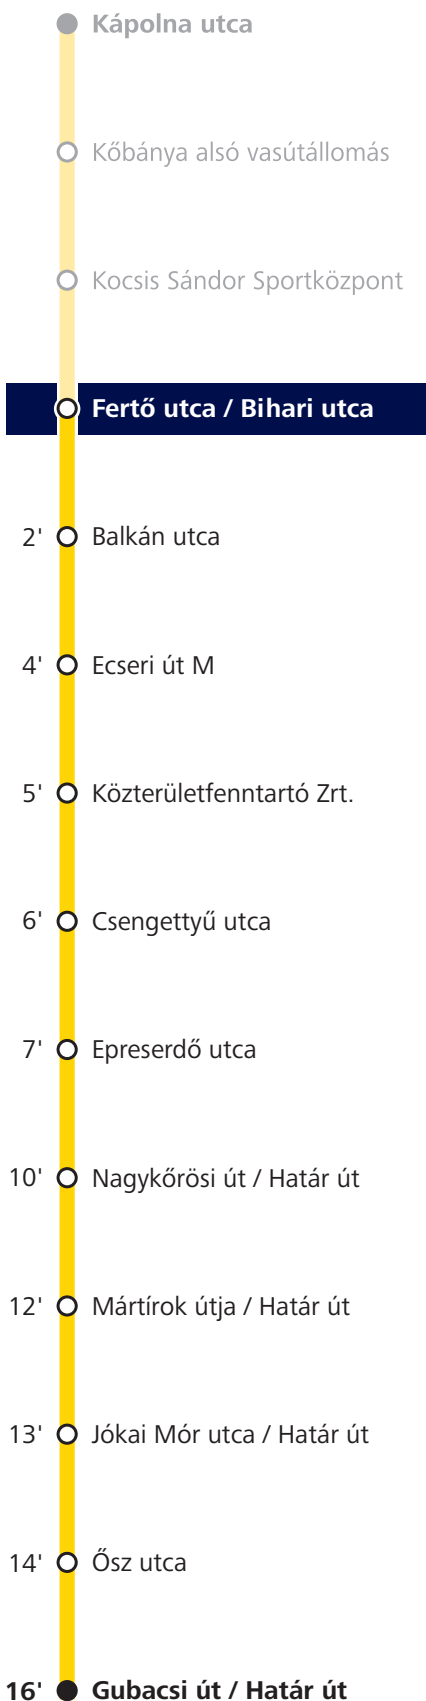 Kápolna utca
Kőbánya alsó vasútállomás
Kocsis Sándor Sportközpont
Fertő utca / Bihari utca
2' Balkán utca
4' Ecseri út M
5' Közterületfenntartó Zrt.
6' Csengettyű utca
7' Epreserdő utca
10' Nagykőrösi út / Határ út
12' Mártírok útja / Határ út
13' Jókai Mór utca / Határ út
14' Ősz utca
16' Gubacsi út / Határ út